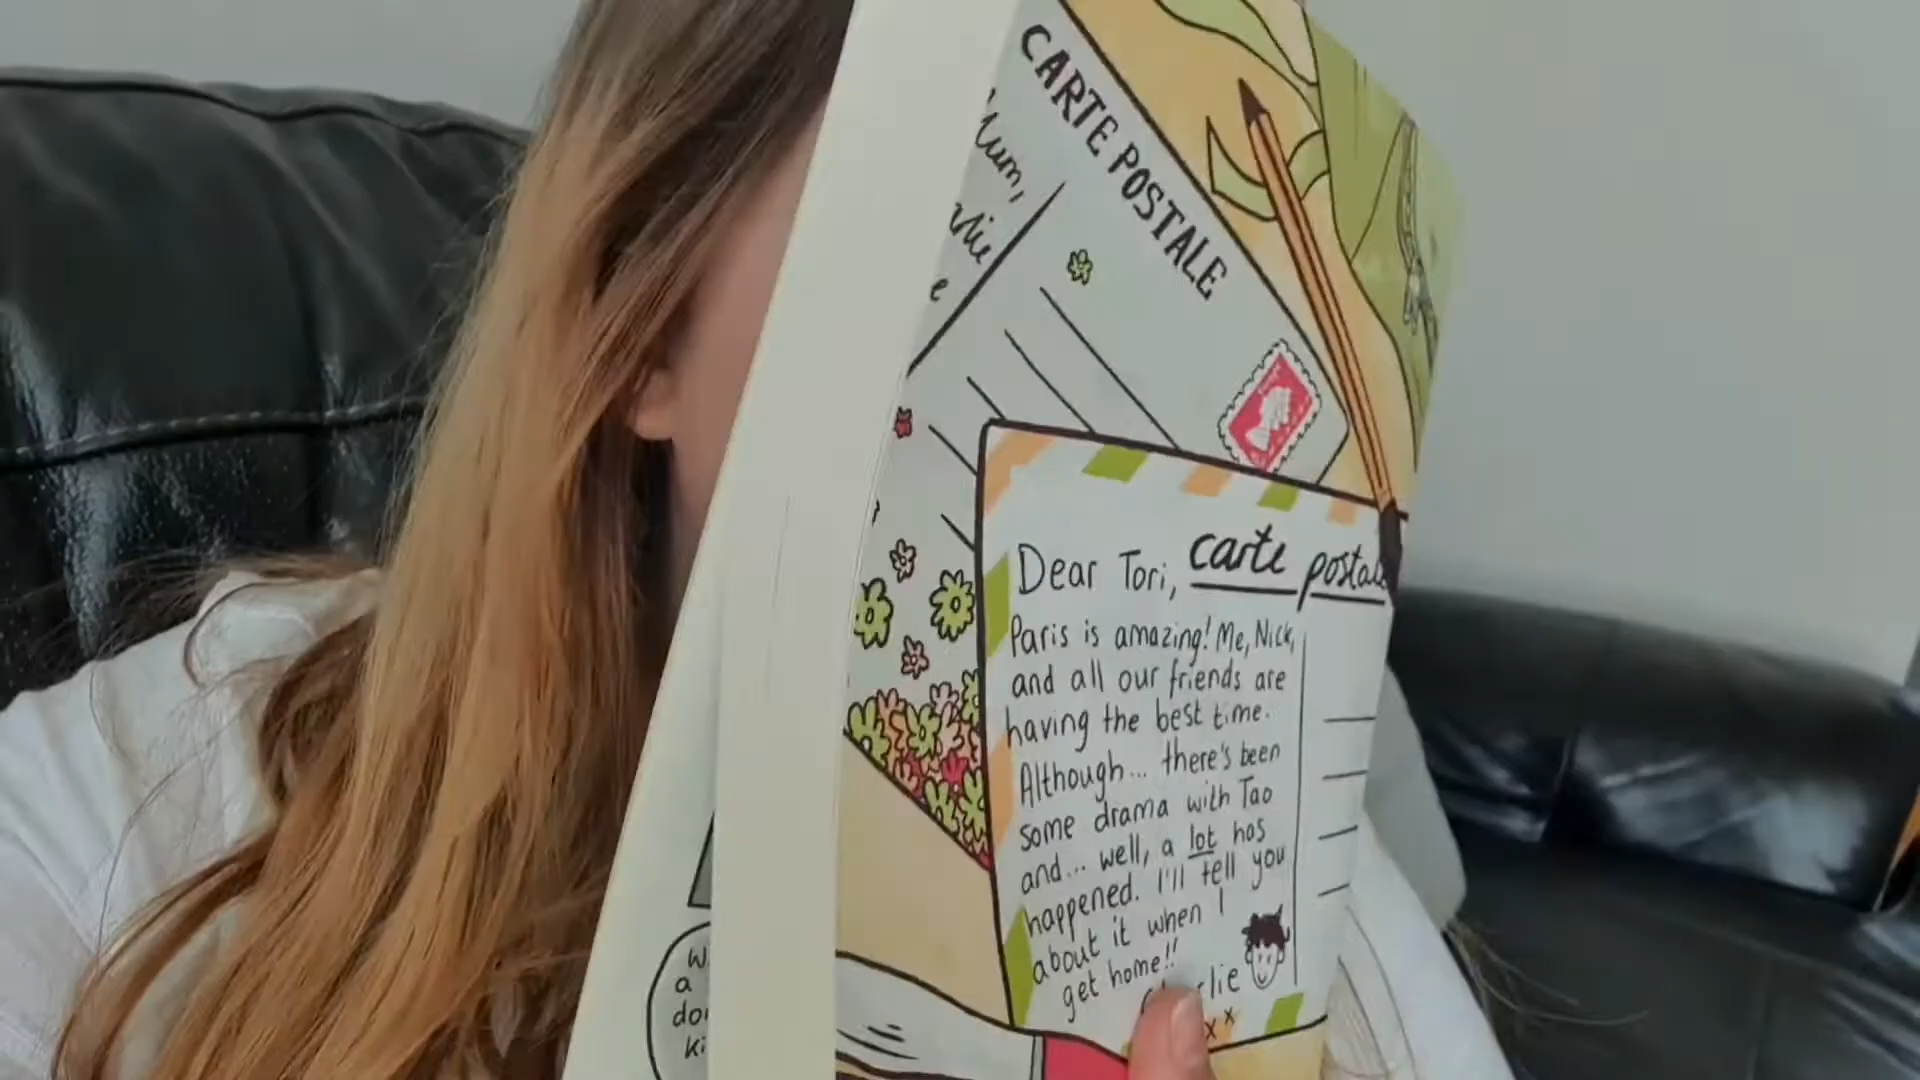 CARTE POSTALE
Mum,
e
Dear Tori, carte postale
Paris is amazing! Me, Nick,
and all our friends are
having the best time.
Although... there's been
some drama with Tao
and... well, a lot has
happened. I'll tell you
about it when I
get home!!
x x
a